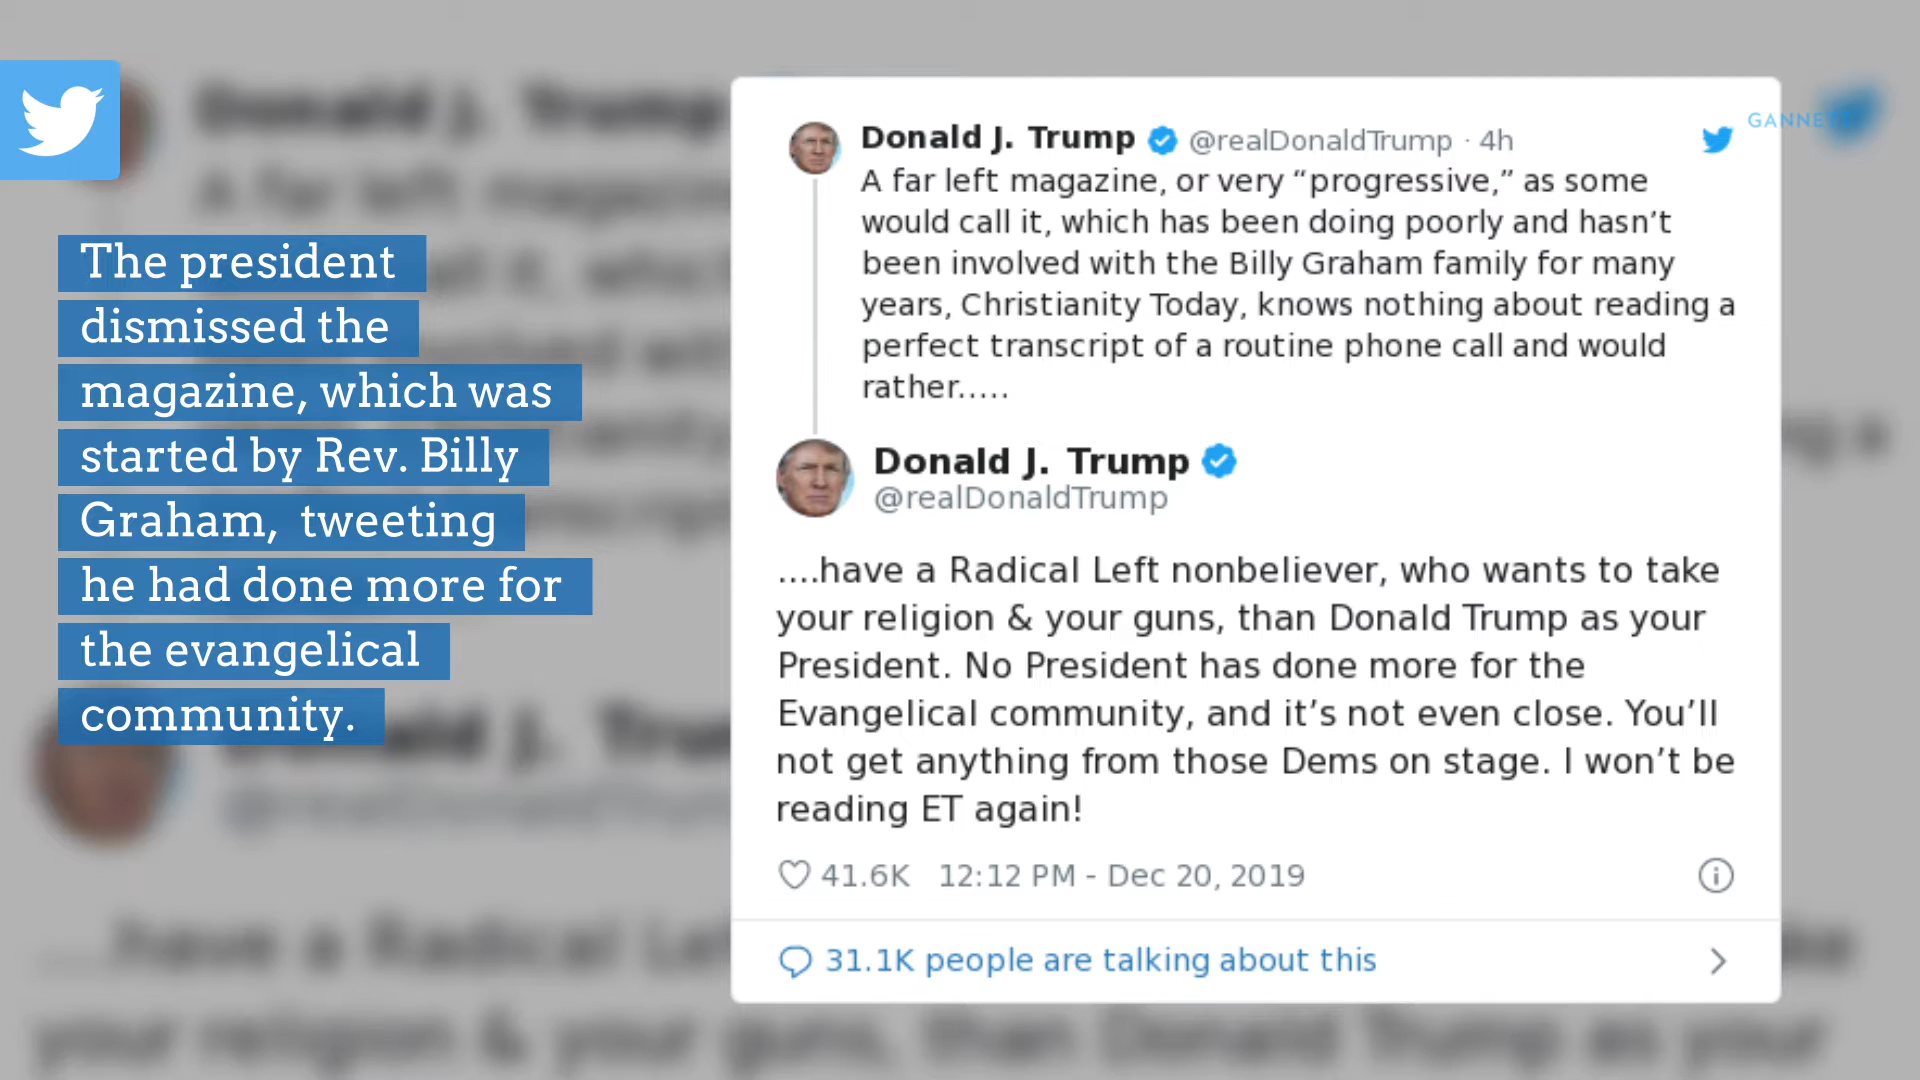 The president
dismissed the
magazine, which was
started by Rev. Billy
Graham, tweeting
he had done more for
the evangelical
community.
Donald J. Trump @realDonaldTrump · 4h
A far left magazine, or very “progressive,” as some
would call it, which has been doing poorly and hasn’t
been involved with the Billy Graham family for many
years, Christianity Today, knows nothing about reading a
perfect transcript of a routine phone call and would
rather.....
Donald J. Trump
@realDonaldTrump
....have a Radical Left nonbeliever, who wants to take
your religion & your guns, than Donald Trump as your
President. No President has done more for the
Evangelical community, and it’s not even close. You’ll
not get anything from those Dems on stage. I won’t be
reading ET again!
41.6K 12:12 PM - Dec 20, 2019
31.1K people are talking about this